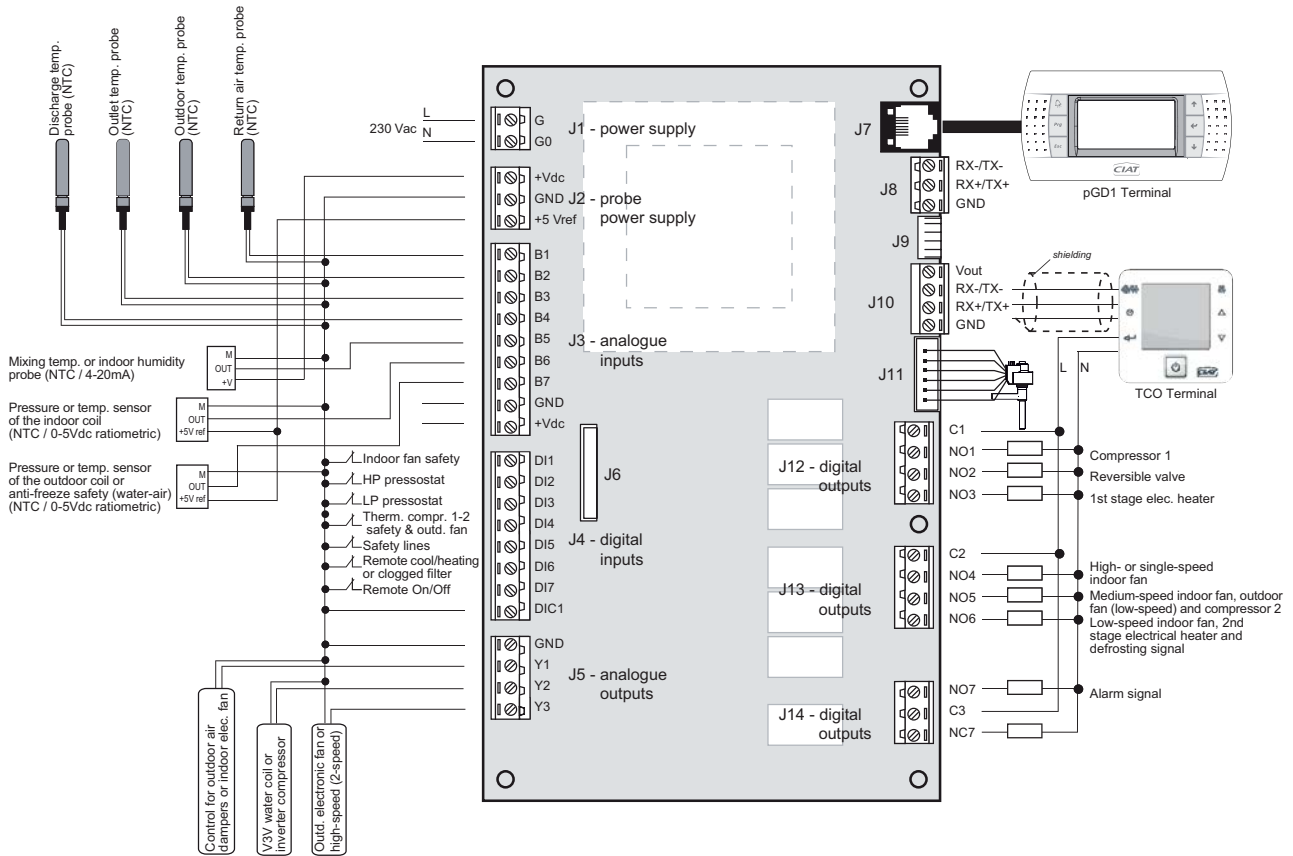 Discharge temp.
probe (NTC)
Outlet temp. probe
(NTC)
Outdoor temp. probe
(NTC)
Return air temp. probe
(NTC)
230 Vac
L
N
G
G0
J1 - power supply
+Vdc
GND
+5 Vref
J2 - probe
power supply
B1
B2
B3
B4
B5
B6
B7
GND
+Vdc
J3 - analogue
inputs
Mixing temp. or indoor humidity
probe (NTC / 4-20mA)
M
OUT
+V
Pressure or temp. sensor
of the indoor coil
(NTC / 0-5Vdc ratiometric)
M
OUT
+5V ref
Pressure or temp. sensor
of the outdoor coil or
anti-freeze safety (water-air)
(NTC / 0-5Vdc ratiometric)
M
OUT
+5V ref
Indoor fan safety
HP pressostat
LP pressostat
Therm. compr. 1-2
safety & outd. fan
Safety lines
Remote cool/heating
or clogged filter
Remote On/Off
DI1
DI2
DI3
DI4
DI5
DI6
DI7
DIC1
J4 - digital
inputs
J6
GND
Y1
Y2
Y3
J5 - analogue
outputs
Control for outdoor air
dampers or indoor elec. fan
V3V water coil or
inverter compressor
Outd. electronic fan or
high-speed (2-speed)
J7
Prg
Esc
CIAT
pGD1 Terminal
J8
RX-/TX-
RX+/TX+
GND
J9
J10
Vout
RX-/TX-
RX+/TX+
GND
shielding
CIAT
TCO Terminal
L
N
J11
J12 - digital
outputs
C1
NO1
NO2
NO3
Compressor 1
Reversible valve
1st stage elec. heater
J13 - digital
outputs
C2
NO4
NO5
NO6
High- or single-speed
indoor fan
Medium-speed indoor fan, outdoor
fan (low-speed) and compressor 2
Low-speed indoor fan, 2nd
stage electrical heater and
defrosting signal
J14 - digital
outputs
NO7
C3
NC7
Alarm signal